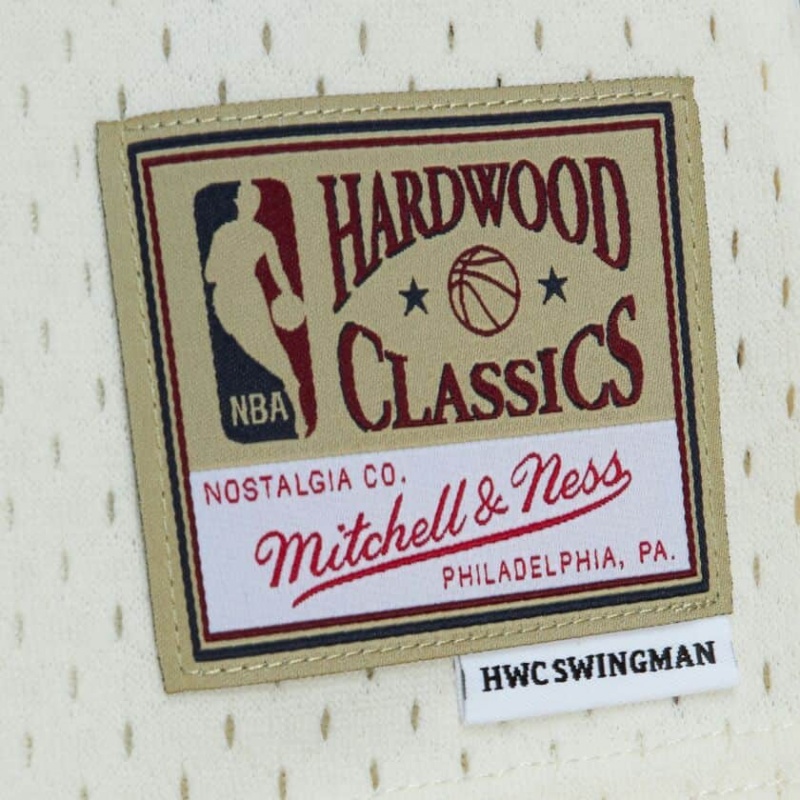 HARDWOOD
CLASSICS
NBA
NOSTALGIA CO.
Mitchell & Ness
PHILADELPHIA, PA.
HWC SWINGMAN